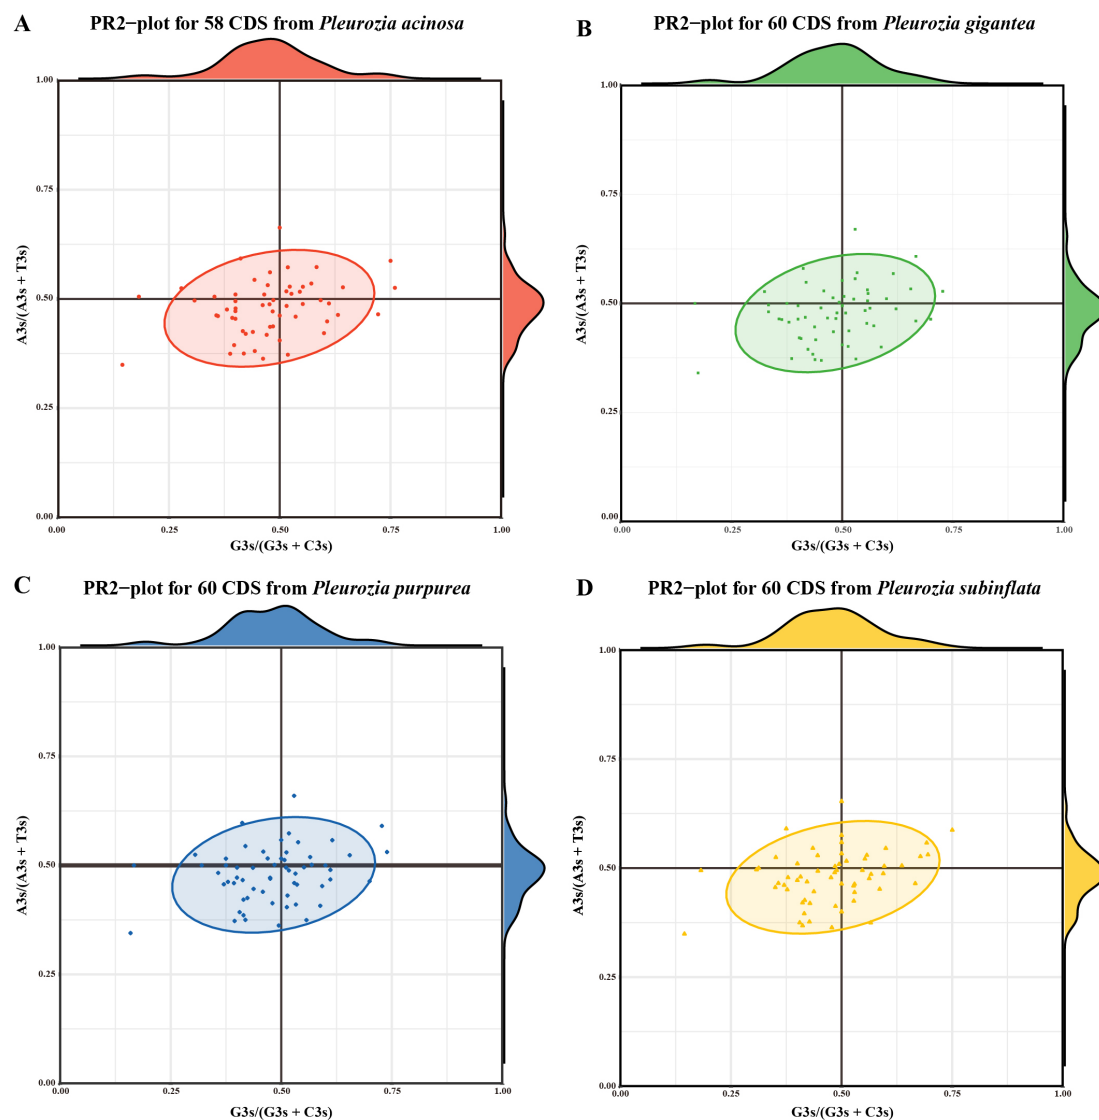 A
PR2−plot for 58 CDS from Pleurozia acinosa
1.00
0.75
0.50
0.25
0.00
A3s/(A3s + T3s)
0.00 0.25 0.50 0.75 1.00
G3s/(G3s + C3s)
B
PR2−plot for 60 CDS from Pleurozia gigantea
1.00
0.75
0.50
0.25
0.00
A3s/(A3s + T3s)
0.25 0.50 0.75 1.00
G3s/(G3s + C3s)
C
PR2−plot for 60 CDS from Pleurozia purpurea
1.00
0.75
0.50
0.25
0.00
A3s/(A3s + T3s)
0.00 0.25 0.50 0.75 1.00
G3s/(G3s + C3s)
D
PR2−plot for 60 CDS from Pleurozia subinflata
1.00
0.75
0.50
0.25
0.00
A3s/(A3s + T3s)
0.25 0.50 0.75 1.00
G3s/(G3s + C3s)